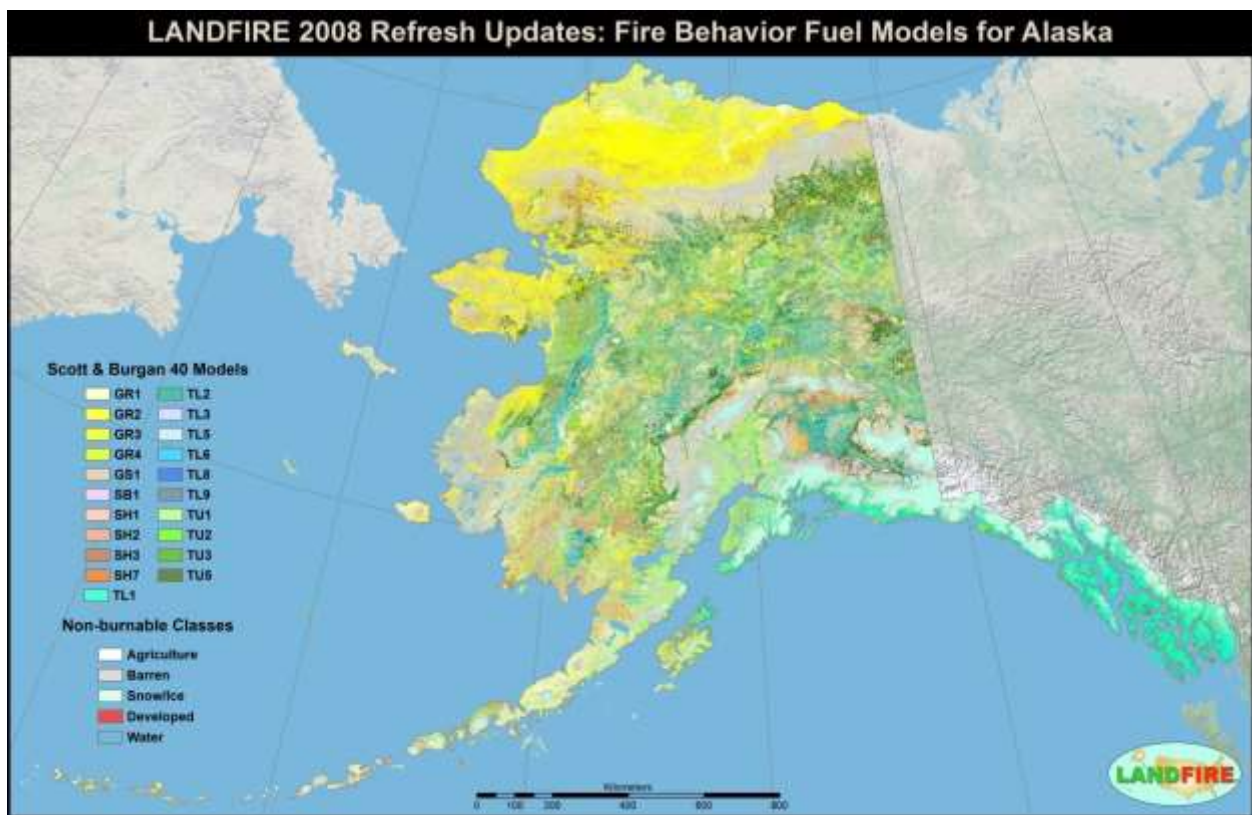 LANDFIRE 2008 Refresh Updates: Fire Behavior Fuel Models for Alaska
Scott & Burgan 40 Models
GR1 TL2
GR2 TL3
GR3 TL5
GR4 TL6
GS1 TL8
SB1 TL9
SH1 TU1
SH2 TU2
SH3 TU3
SH7 TU5
TL1
Non-burnable Classes
Agriculture
Barren
Snow/Ice
Developed
Water
Kilometers
0 100 200 400 600 800
LANDFIRE